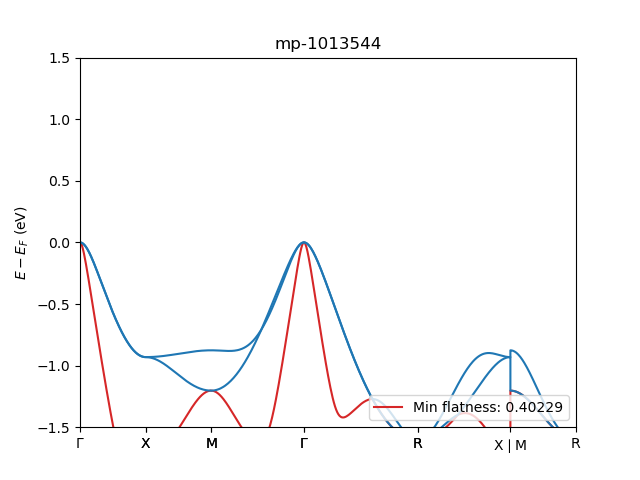 mp-1013544
E − E_F (eV)
1.5
1.0
0.5
0.0
−0.5
−1.0
−1.5
Min flatness: 0.40229
Γ X M Γ R X | M R